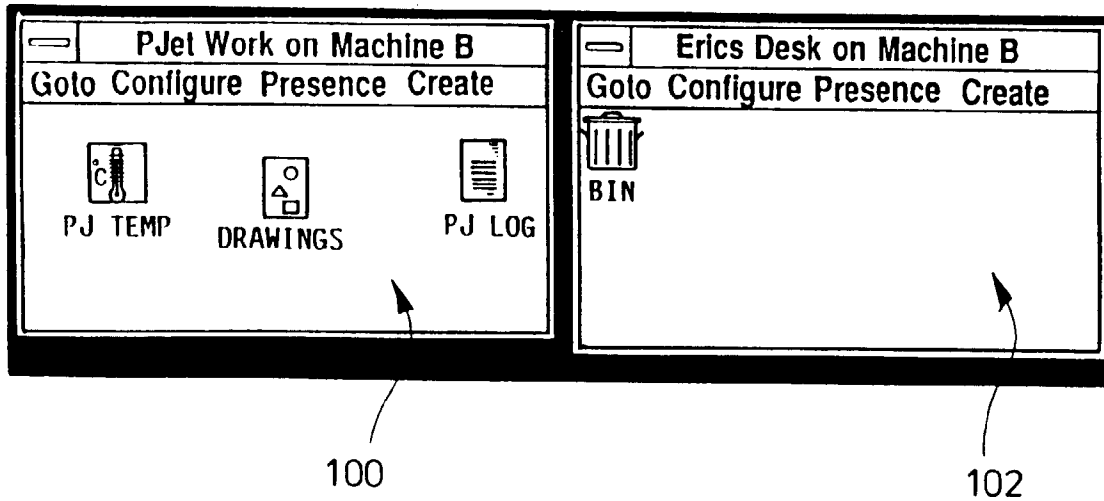 PJet Work on Machine B
Goto Configure Presence Create
°C
PJ TEMP
DRAWINGS
PJ LOG
Erics Desk on Machine B
Goto Configure Presence Create
BIN
100
102